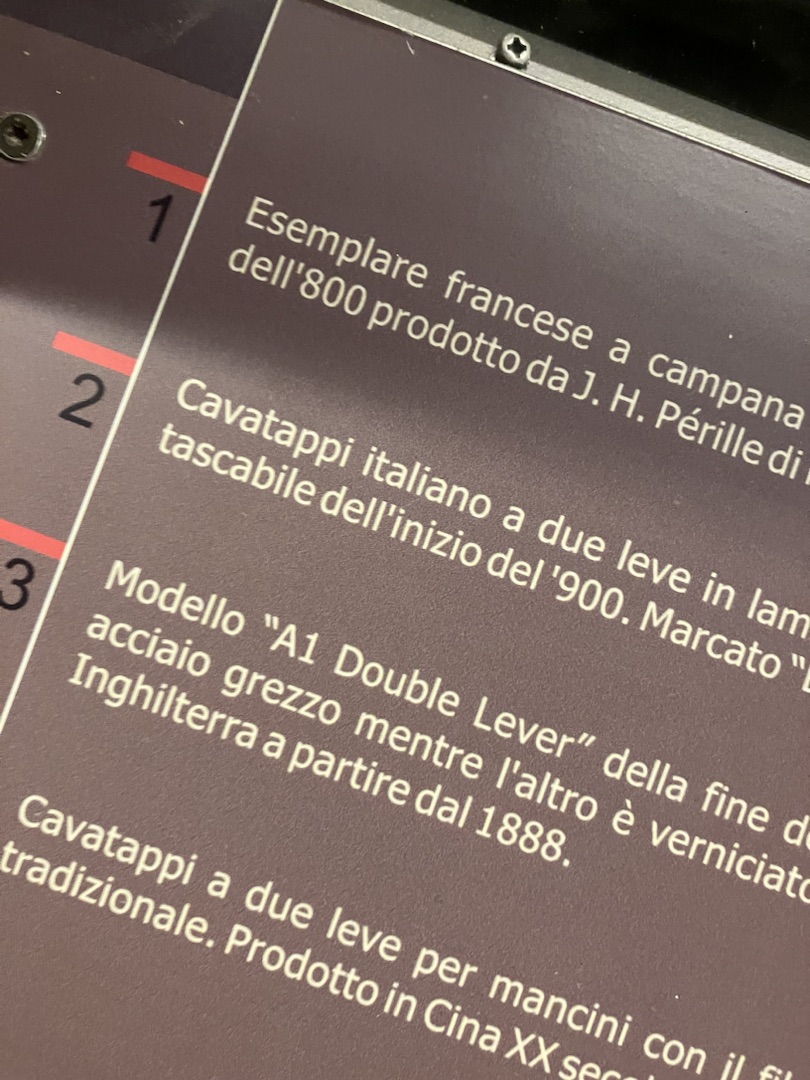 1
Esemplare francese a campana
dell'800 prodotto da J. H. Pérille di
2
Cavatappi italiano a due leve in
tascabile dell'inizio del '900. Marcato
3
Modello “A1 Double Lever” della fine
acciaio grezzo mentre l'altro è verniciato
Inghilterra a partire dal 1888.
Cavatappi a due leve per mancini con il
tradizionale. Prodotto in Cina XX